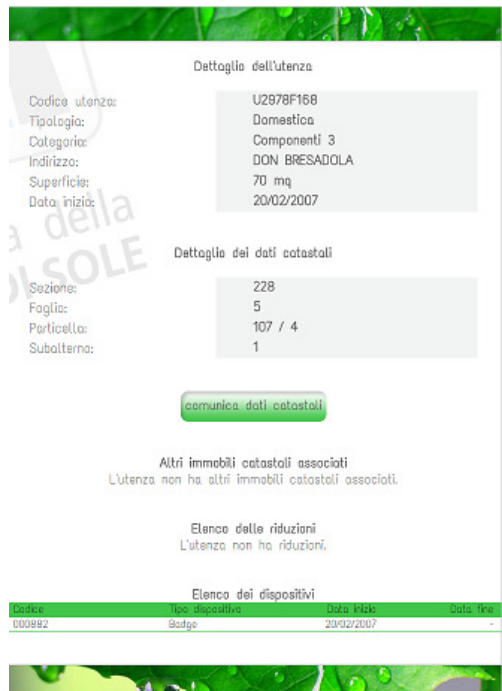 Dettaglio dell'utenza
Codice utenza: U2978F168
Tipologia: Domestica
Categoria: Componenti 3
Indirizzo: DON BRESADOLA
Superficie: 70 mq
Data inizio: 20/02/2007
della
DI SOLE
Dettaglio dei dati catastali
Sezione: 228
Foglio: 5
Particella: 107 / 4
Subalterno: 1
comunica dati catastali
Altri immobili catastali associati
L'utenza non ha altri immobili catastali associati.
Elenco delle riduzioni
L'utenza non ha riduzioni.
Elenco dei dispositivi
Codice Tipo dispositivo Data inizio Data fine
000882 Badge 20/02/2007 -